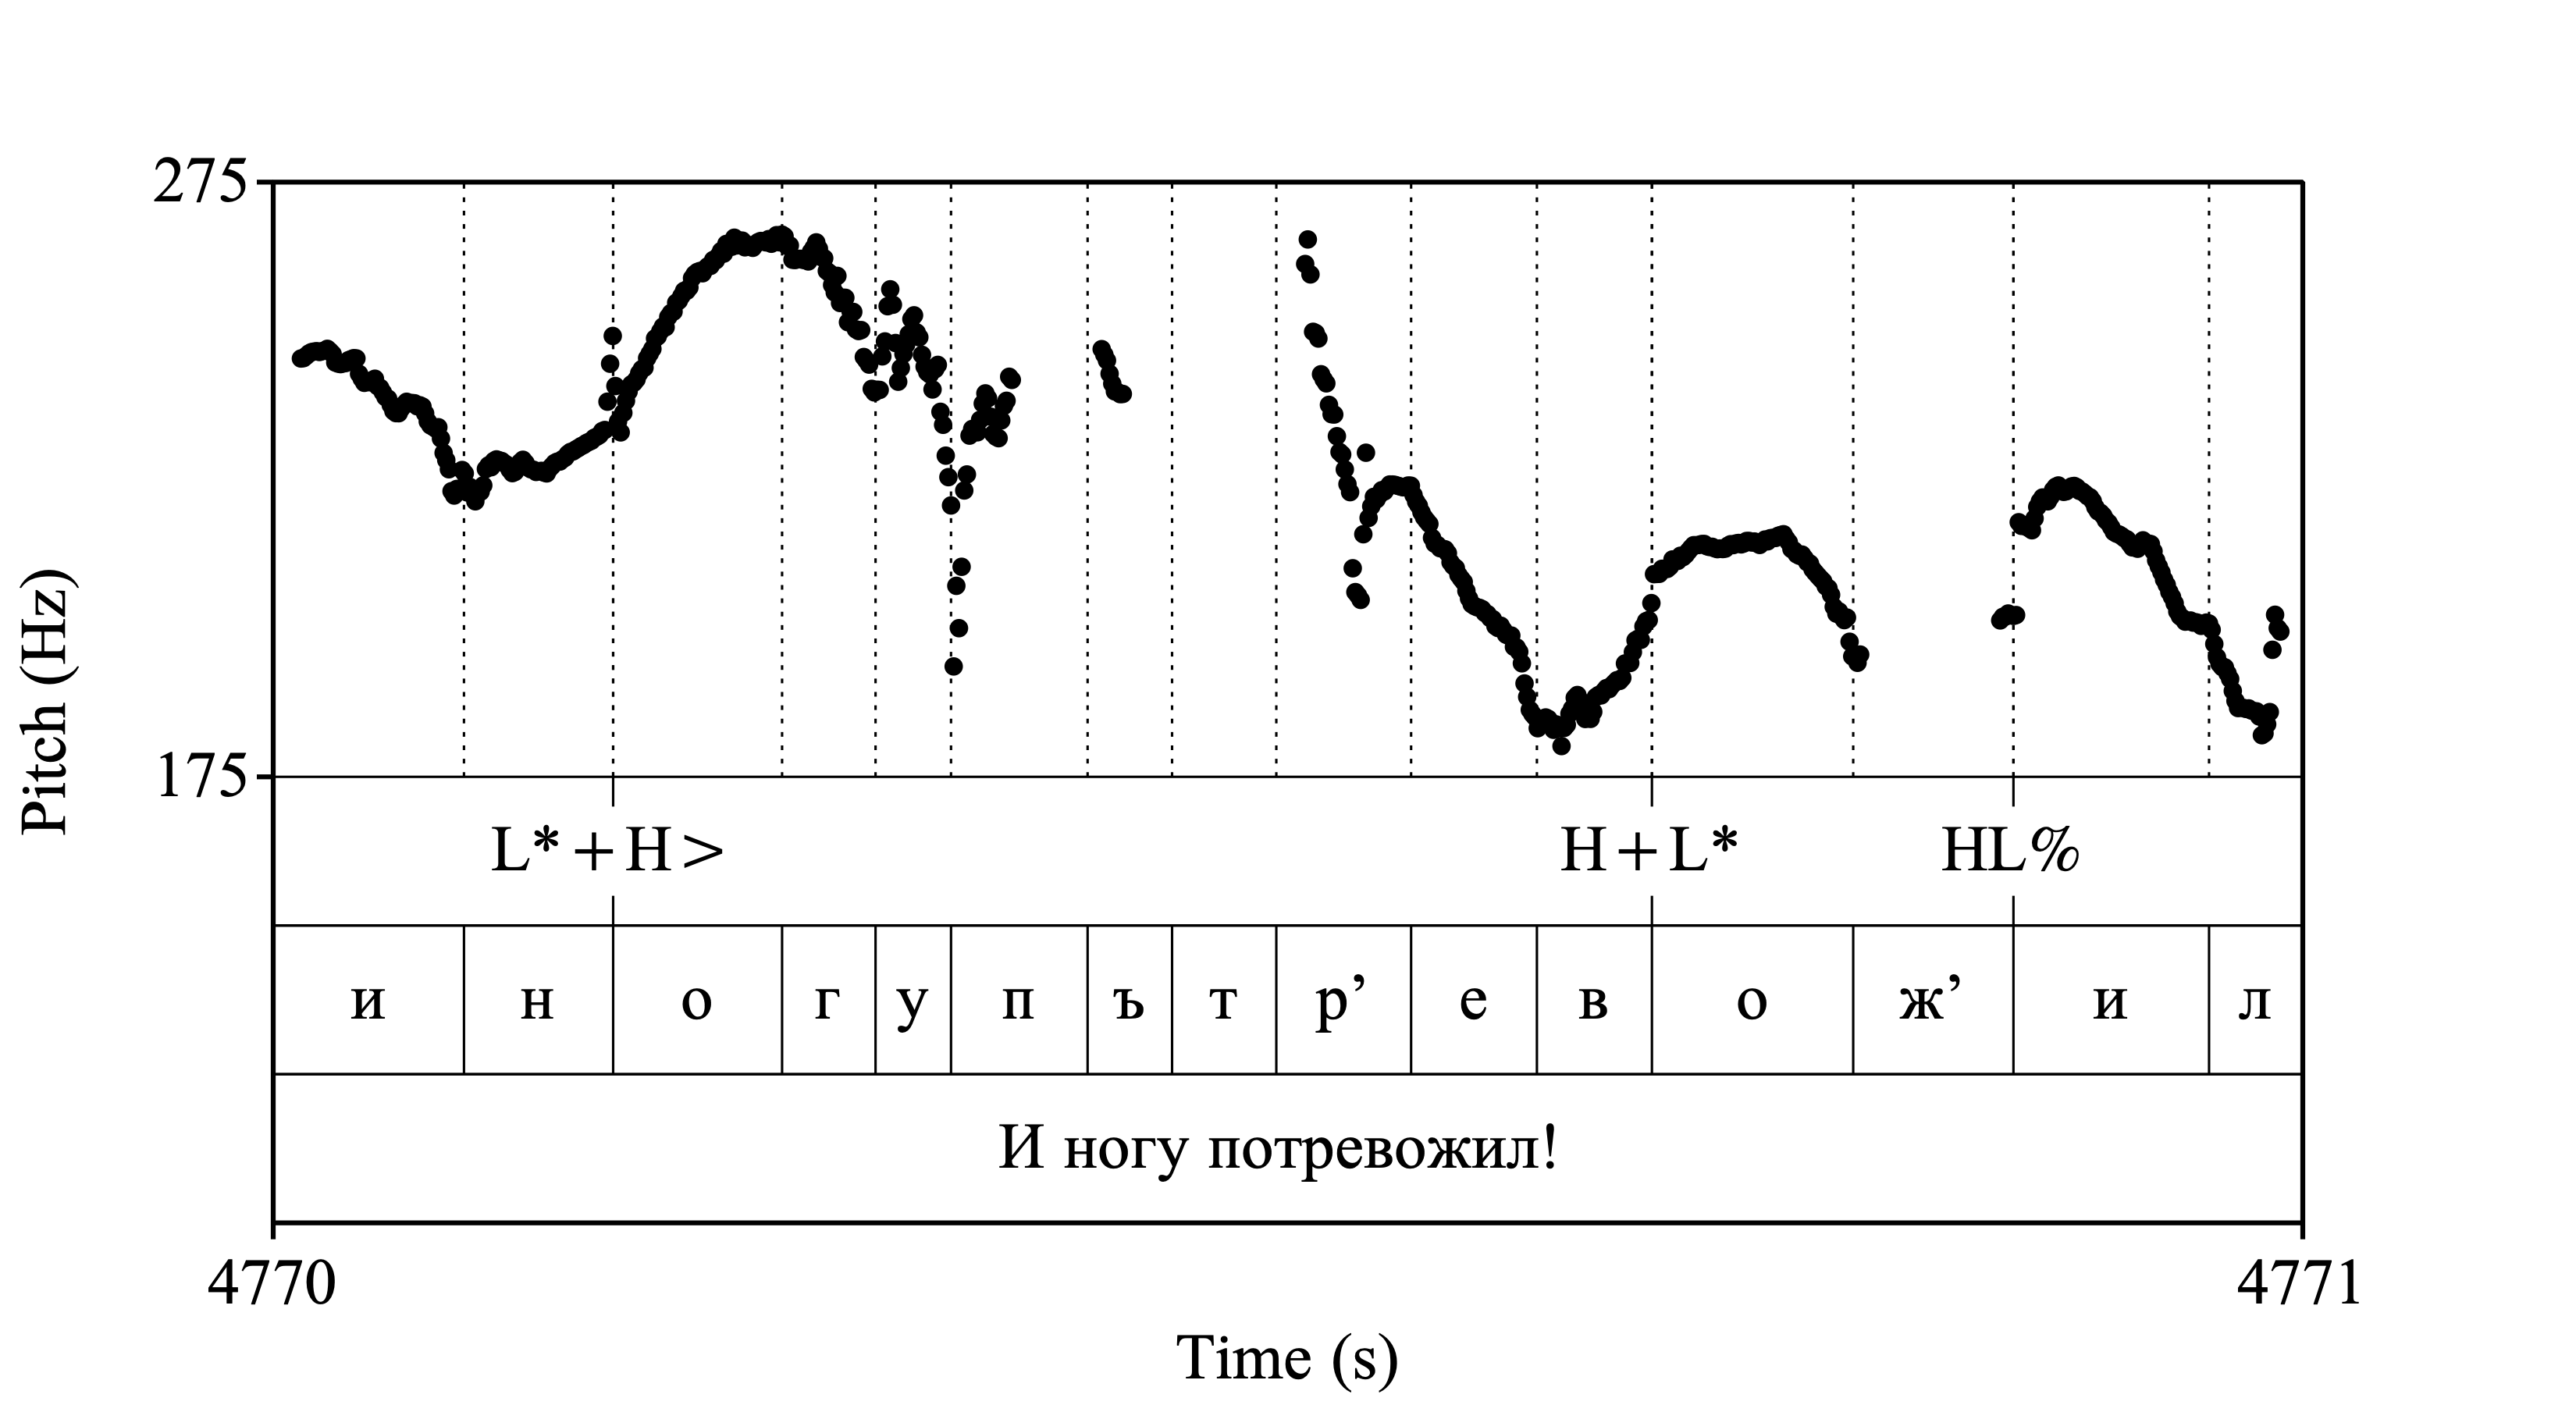 275
Pitch (Hz)
175
L*+H> H+L* HL%
и н о г у п ъ т р’ е в о ж’ и л
И ногу потревожил!
4770 4771
Time (s)